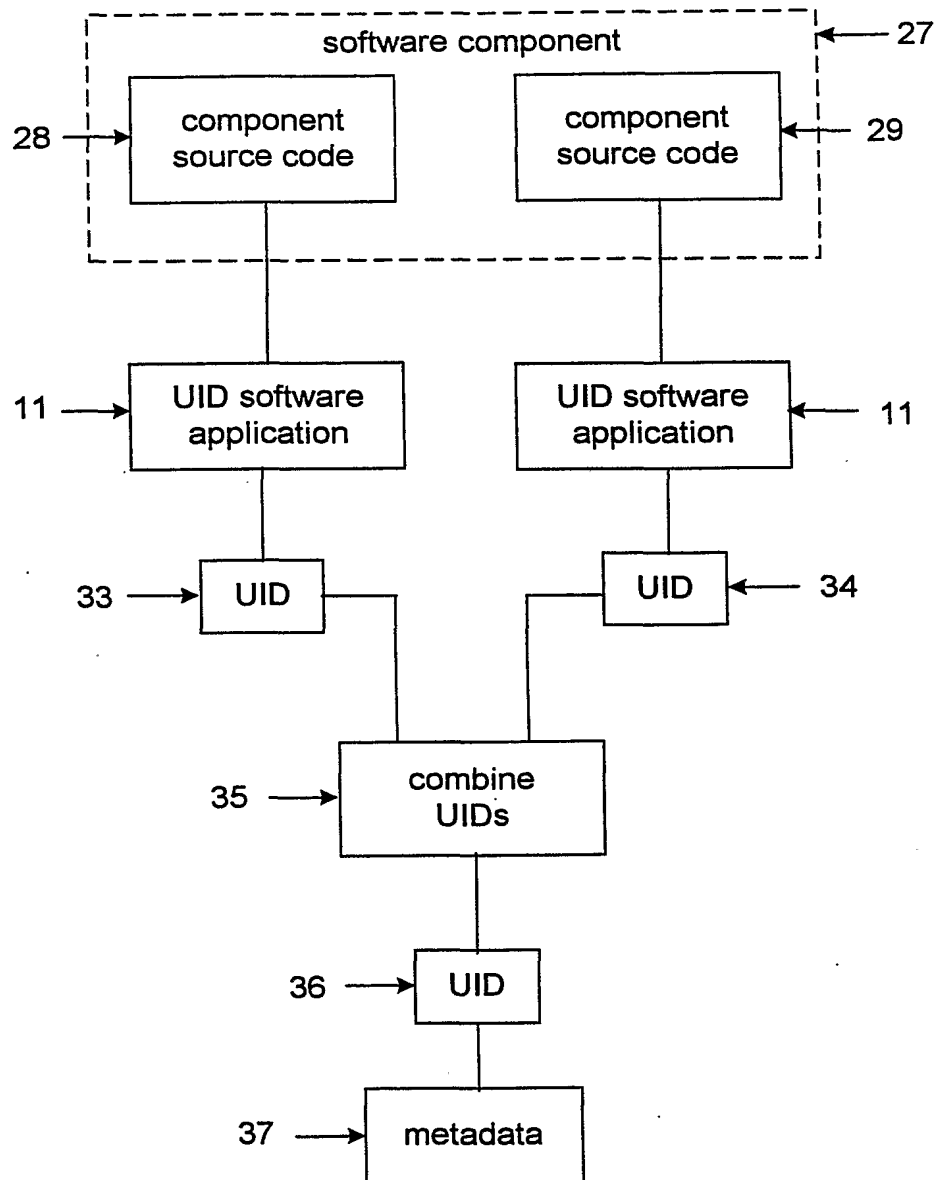 software component
27
component
source code
component
source code
28
29
UID software
application
UID software
application
11
11
UID
UID
33
34
combine
UIDs
35
UID
36
metadata
37